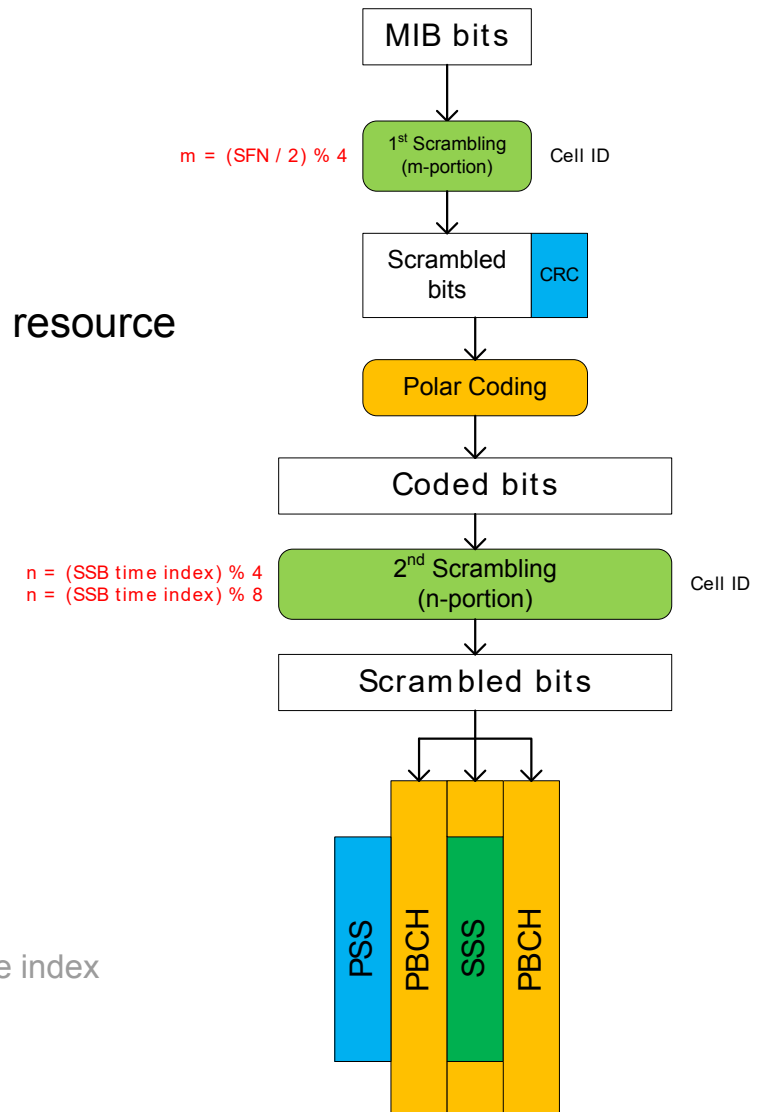 MIB bits
m = (SFN / 2) % 4
1st Scrambling
(m-portion)
Cell ID
Scrambled
bits
CRC
resource
Polar Coding
Coded bits
n = (SSB time index) % 4
n = (SSB time index) % 8
2nd Scrambling
(n-portion)
Cell ID
Scrambled bits
PSS
PBCH
SSS
PBCH
e index